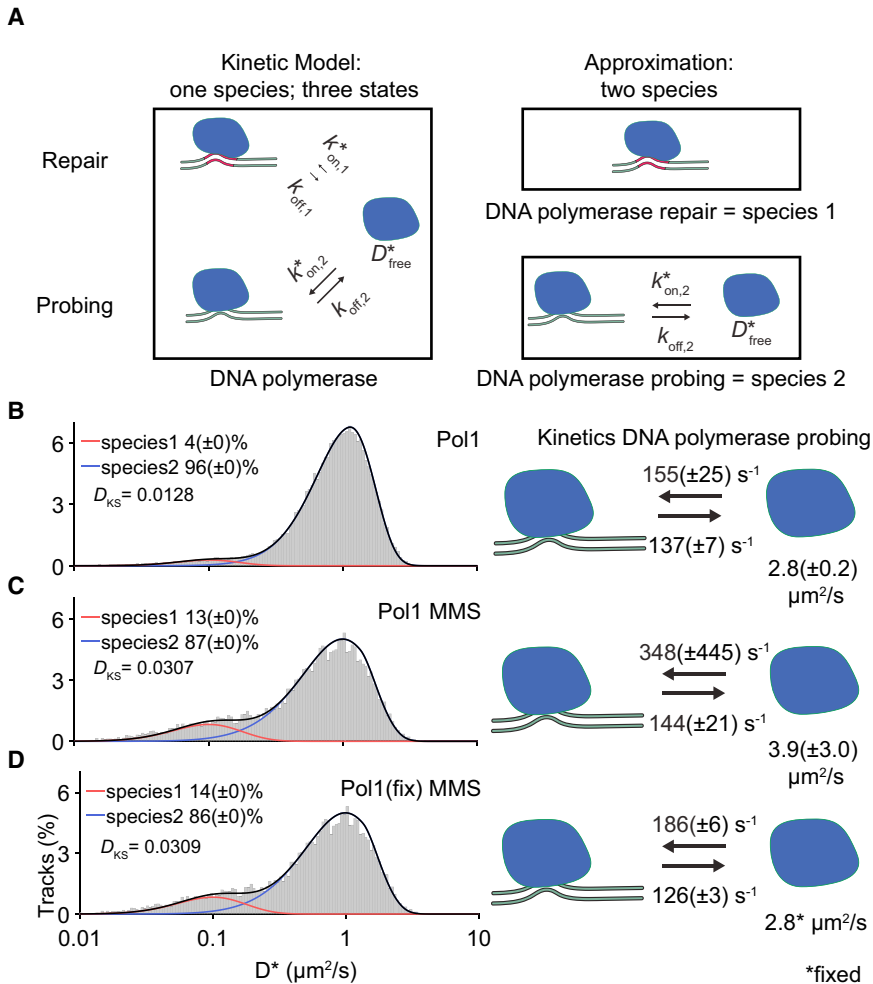 A
Kinetic Model:
one species; three states
Approximation:
two species
Repair
k*on,1
koff,1
D*free
k*on,2
koff,2
Probing
DNA polymerase
DNA polymerase repair = species 1
k*on,2
koff,2
D*free
DNA polymerase probing = species 2
B
6
3
0
species1 4(±0)%
species2 96(±0)%
DKS= 0.0128
Pol1
Kinetics DNA polymerase probing
155(±25) s-1
137(±7) s-1
2.8(±0.2)
µm2/s
C
6
3
0
species1 13(±0)%
species2 87(±0)%
DKS= 0.0307
Pol1 MMS
348(±445) s-1
144(±21) s-1
3.9(±3.0)
µm2/s
D
6
3
0
Tracks (%)
species1 14(±0)%
species2 86(±0)%
DKS= 0.0309
Pol1(fix) MMS
186(±6) s-1
126(±3) s-1
2.8* µm2/s
0.01 0.1 1 10
D* (µm2/s)
*fixed